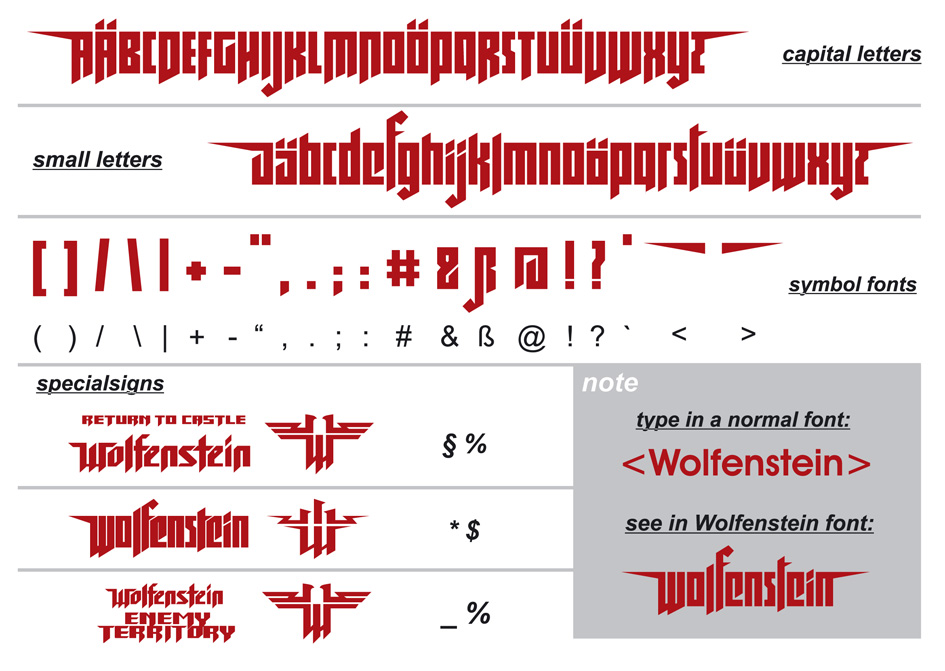 AÄBCDEFGHIJKLMNOÖPQRSTUÜVWXYZ
capital letters
small letters
aäbcdefghijklmnoöpqrstuüvwxyz
[ ] / \ | + - " , . ; : # & ß @ ! ? '
symbol fonts
( ) / \ | + - “ , . ; : # & ß @ ! ? ` < >
specialsigns
RETURN TO CASTLE
Wolfenstein
§ %
wolfenstein
* $
Wolfenstein
ENEMY
TERRITORY
_ %
note
type in a normal font:
<Wolfenstein>
see in Wolfenstein font:
wolfenstein